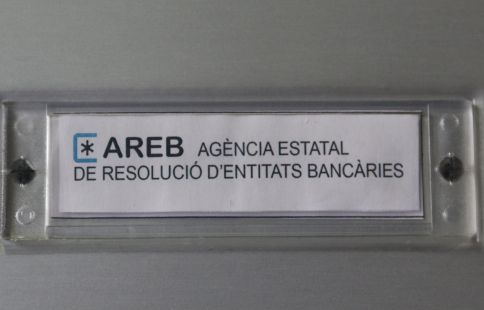 AREB AGÈNCIA ESTATAL
DE RESOLUCIÓ D'ENTITATS BANCÀRIES